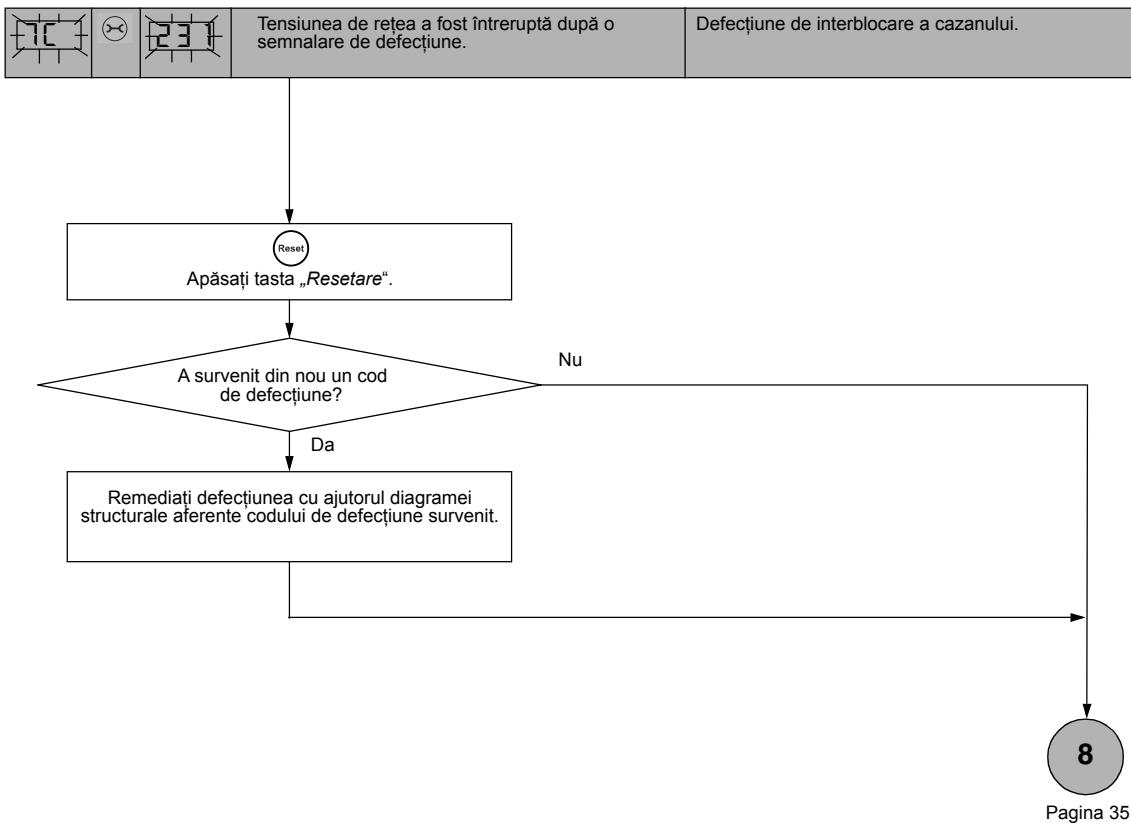 7C
231
Tensiunea de rețea a fost întreruptă după o
semnalare de defecțiune.
Defecțiune de interblocare a cazanului.
Reset
Apăsați tasta „Resetare“.
A survenit din nou un cod
de defecțiune?
Nu
Da
Remediați defecțiunea cu ajutorul diagramei
structurale aferente codului de defecțiune survenit.
8
Pagina 35